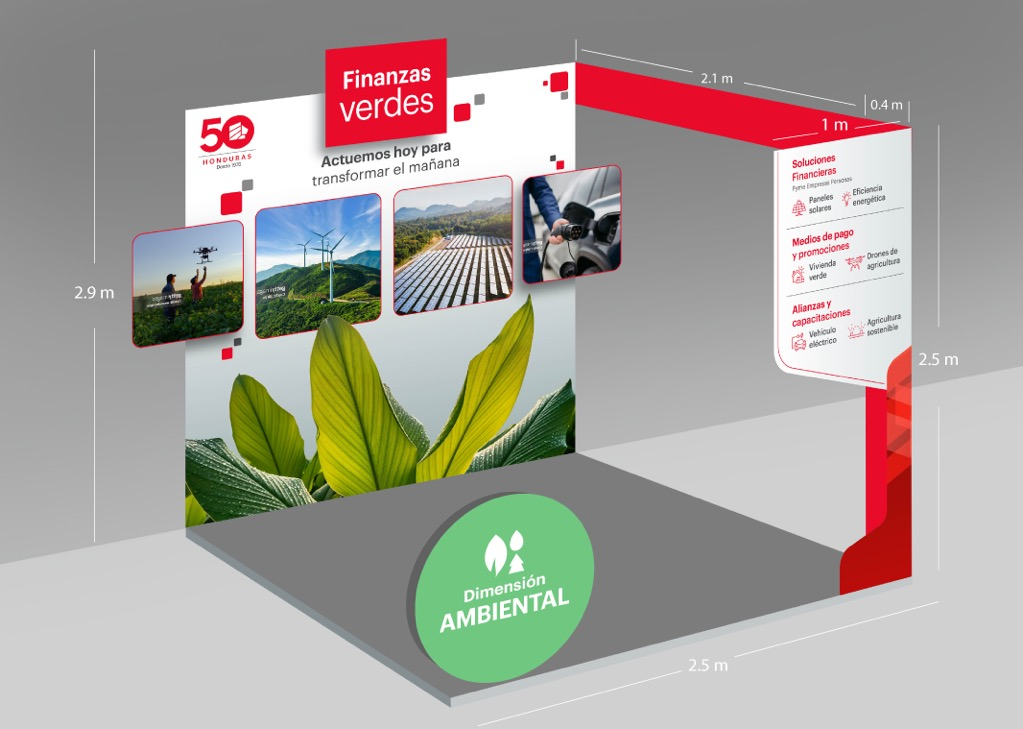 Finanzas
verdes
50
HONDURAS
Desde 1975
Actuemos hoy para
transformar el mañana
2.9 m
2.1 m
0.4 m
1 m
Soluciones
Financieras
Pyme Empresas Personas
Paneles
solares
Eficiencia
energética
Medios de pago
y promociones
Vivienda
verde
Drones de
agricultura
Alianzas y
capacitaciones
Vehículo
eléctrico
Agricultura
sostenible
2.5 m
Dimensión
AMBIENTAL
2.5 m